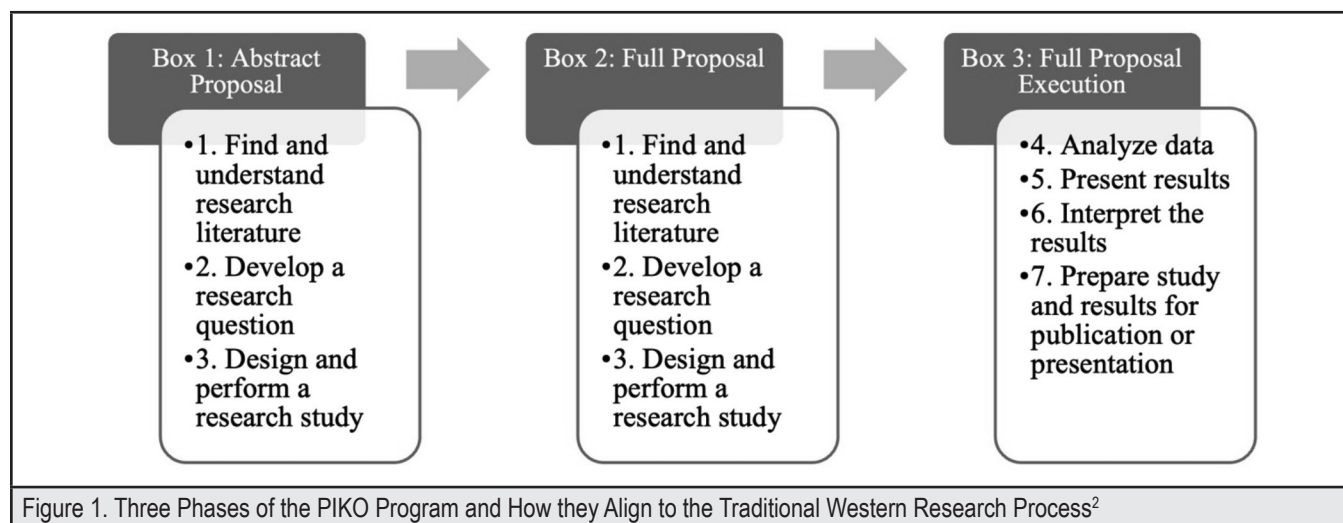 Box 1: Abstract
Proposal
•1. Find and
understand
research
literature
•2. Develop a
research
question
•3. Design and
perform a
research study
Box 2: Full Proposal
•1. Find and
understand
research
literature
•2. Develop a
research
question
•3. Design and
perform a
research study
Box 3: Full Proposal
Execution
•4. Analyze data
•5. Present results
•6. Interpret the
results
•7. Prepare study
and results for
publication or
presentation
Figure 1. Three Phases of the PIKO Program and How they Align to the Traditional Western Research Process²